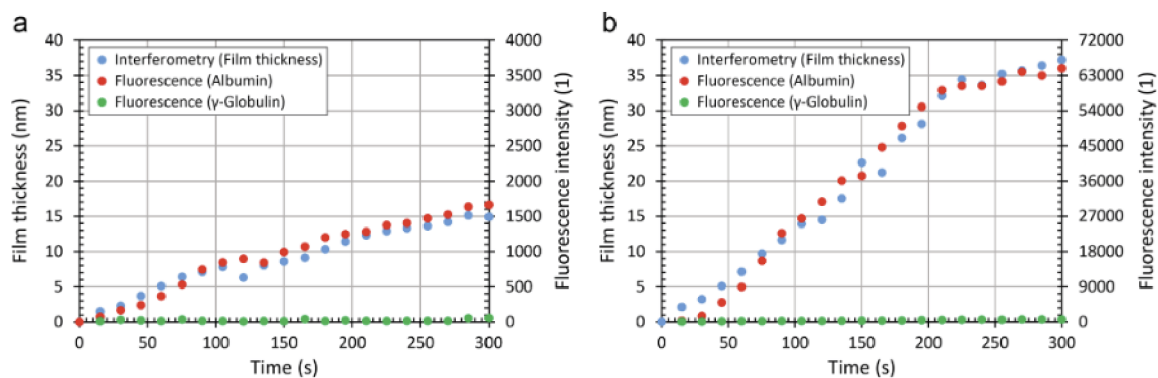 a
40
35
30
25
20
15
10
5
0
Film thickness (nm)
Interferometry (Film thickness)
Fluorescence (Albumin)
Fluorescence (γ-Globulin)
4000
3500
3000
2500
2000
1500
1000
500
0
Fluorescence intensity (1)
0 50 100 150 200 250 300
Time (s)
b
40
35
30
25
20
15
10
5
0
Film thickness (nm)
Interferometry (Film thickness)
Fluorescence (Albumin)
Fluorescence (γ-Globulin)
72000
63000
54000
45000
36000
27000
18000
9000
0
Fluorescence intensity (1)
0 50 100 150 200 250 300
Time (s)